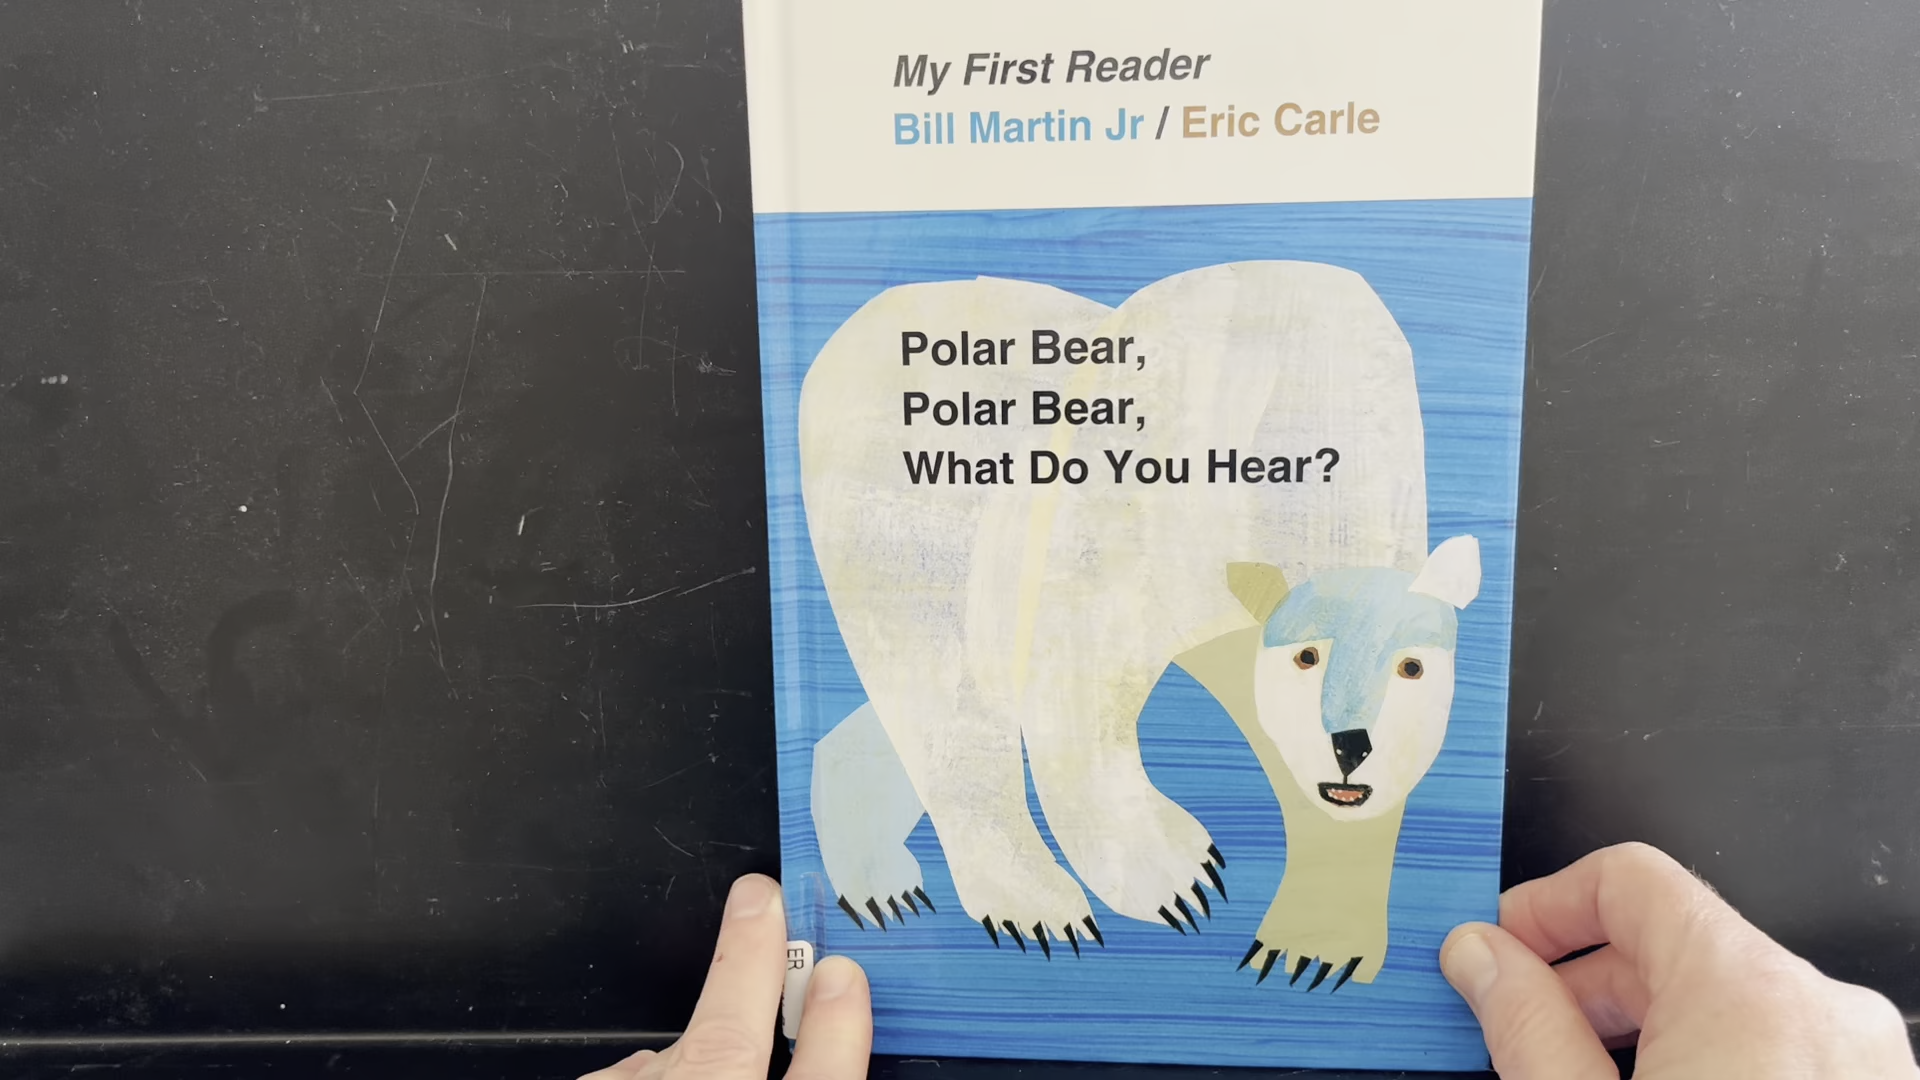 My First Reader
Bill Martin Jr / Eric Carle
Polar Bear,
Polar Bear,
What Do You Hear?
ER